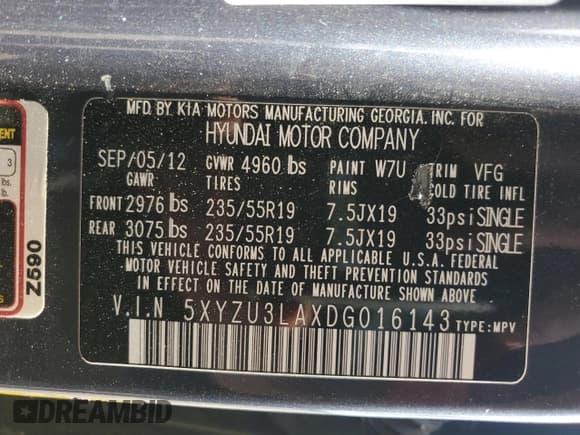 MFD. BY KIA MOTORS MANUFACTURING GEORGIA, INC. FOR
HYUNDAI MOTOR COMPANY
SEP/05/12 GVWR 4960 lbs PAINT W7U TRIM VFG
GAWR TIRES RIMS COLD TIRE INFL
FRONT 2976 lbs 235/55R19 7.5JX19 33psi SINGLE
REAR 3075 lbs 235/55R19 7.5JX19 33psi SINGLE
THIS VEHICLE CONFORMS TO ALL APPLICABLE U.S.A. FEDERAL
MOTOR VEHICLE SAFETY AND THEFT PREVENTION STANDARDS
IN EFFECT ON THE DATE OF MANUFACTURE SHOWN ABOVE.
V.I.N 5XYZU3LAXDG016143 TYPE:MPV
3
lbs.
lb.
Z590
DREAMBID